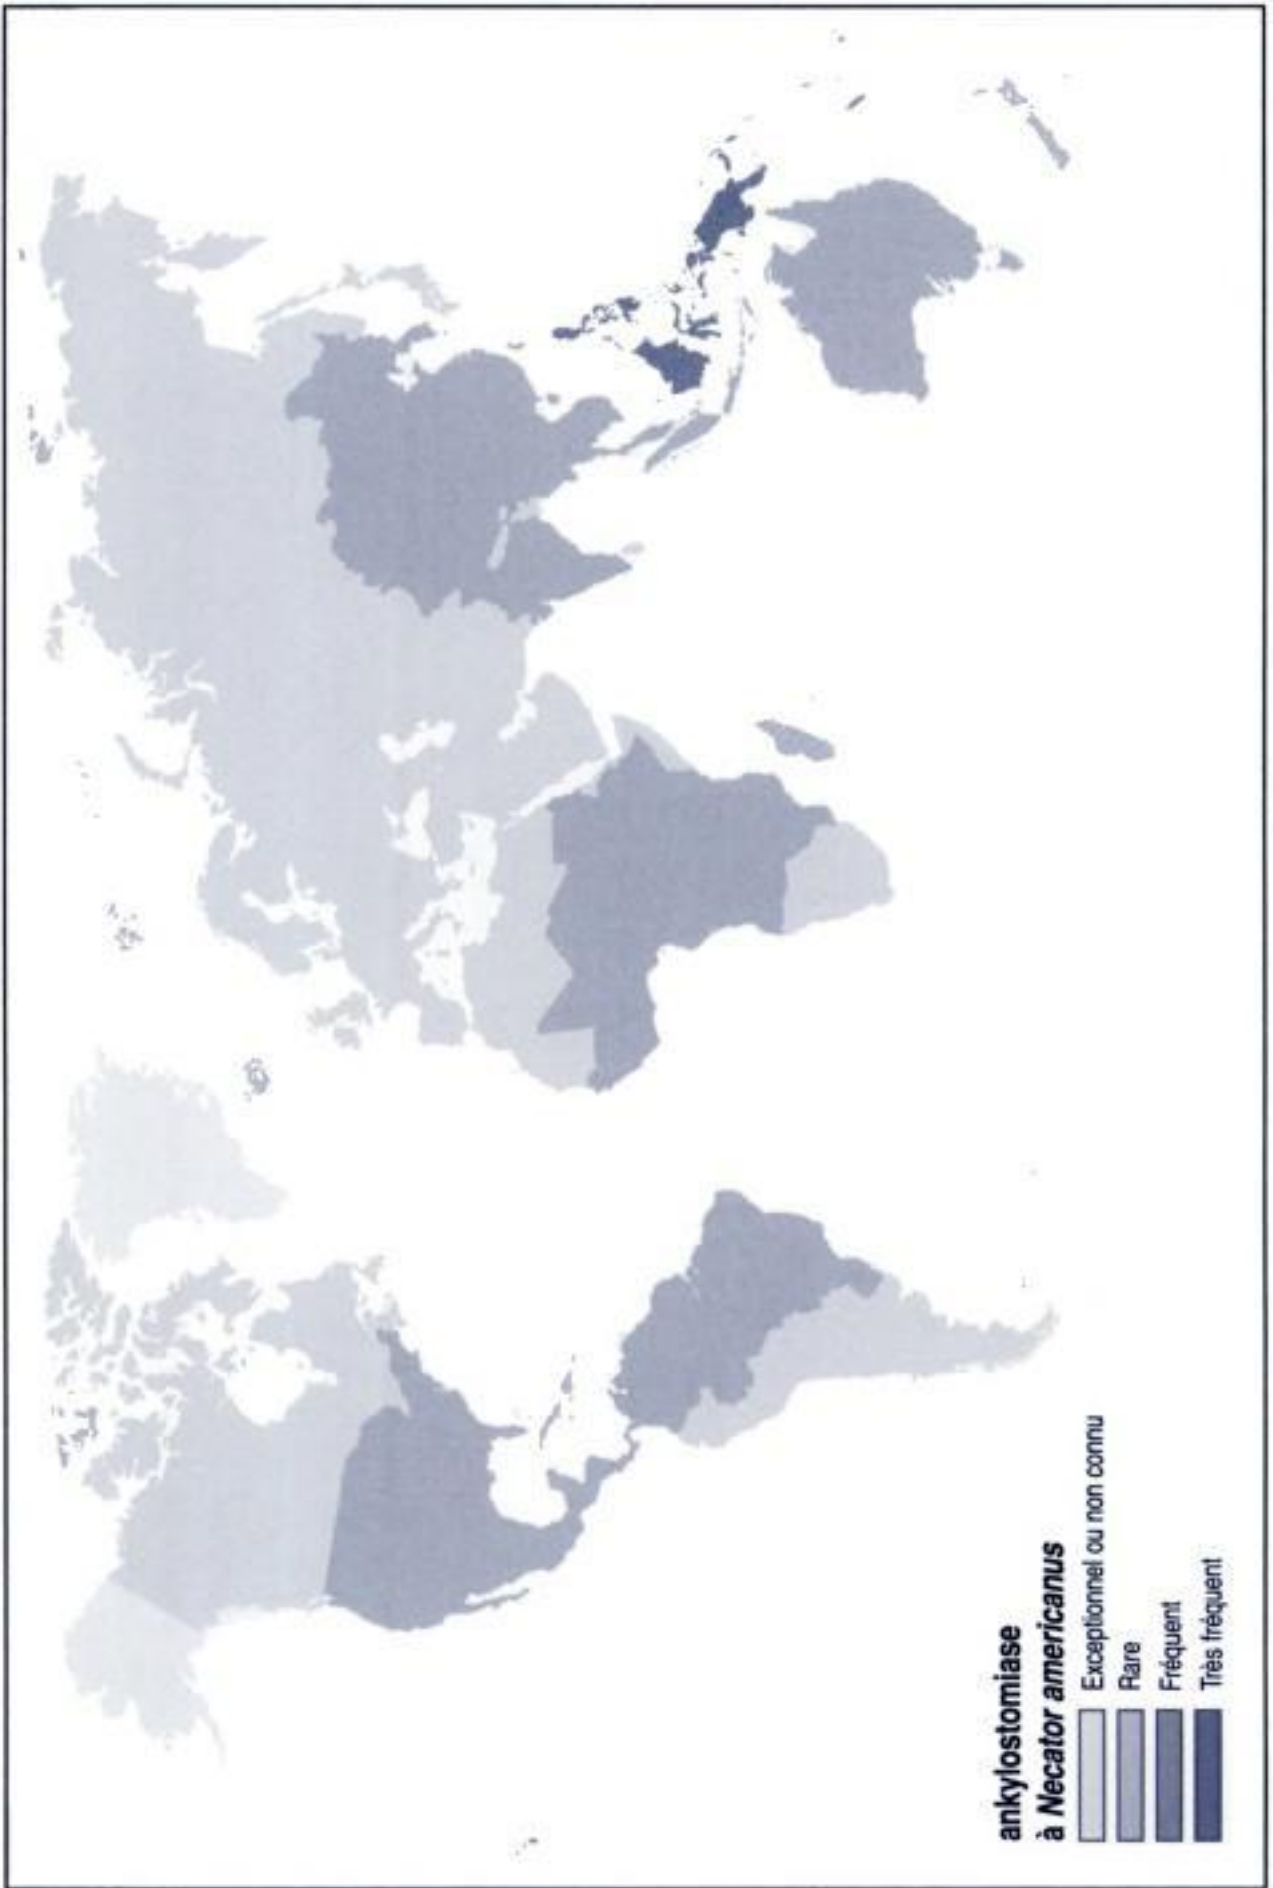 ankylostomiase
à Necator americanus
Exceptionnel ou non connu
Rare
Fréquent
Très fréquent